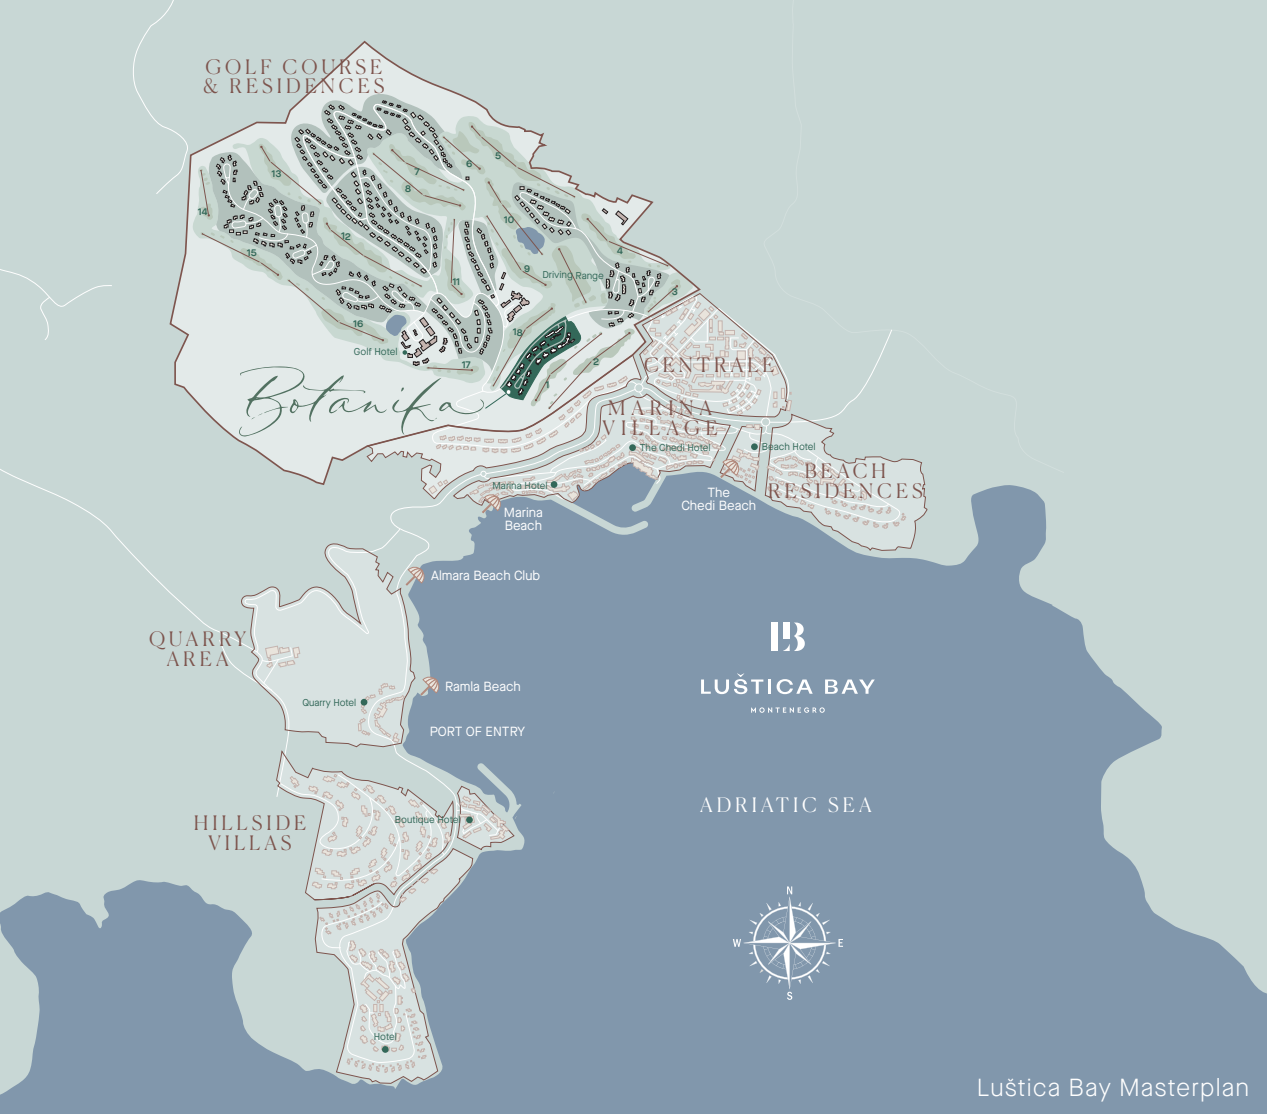 GOLF COURSE
& RESIDENCES
5
6
13
7
8
14
10
12
15
4
9
Driving Range
11
3
16
18
Golf Hotel
17
2
1
CENTRALE
Botanika
MARINA
VILLAGE
The Chedi Hotel
Beach Hotel
BEACH
RESIDENCES
Marina Hotel
The
Chedi Beach
Marina
Beach
Almara Beach Club
QUARRY
AREA
Ramla Beach
Quarry Hotel
PORT OF ENTRY
LB
LUŠTICA BAY
MONTENEGRO
ADRIATIC SEA
HILLSIDE
VILLAS
Boutique Hotel
N
W
E
S
Hotel
Luštica Bay Masterplan